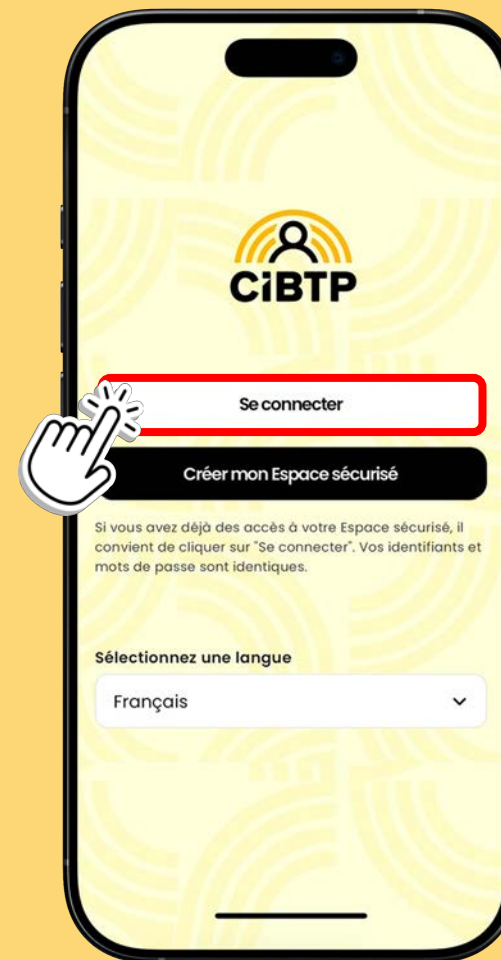 CiBTP
Se connecter
Créer mon Espace sécurisé
Si vous avez déjà des accès à votre Espace sécurisé, il
convient de cliquer sur "Se connecter". Vos identifiants et
mots de passe sont identiques.
Sélectionnez une langue
Français